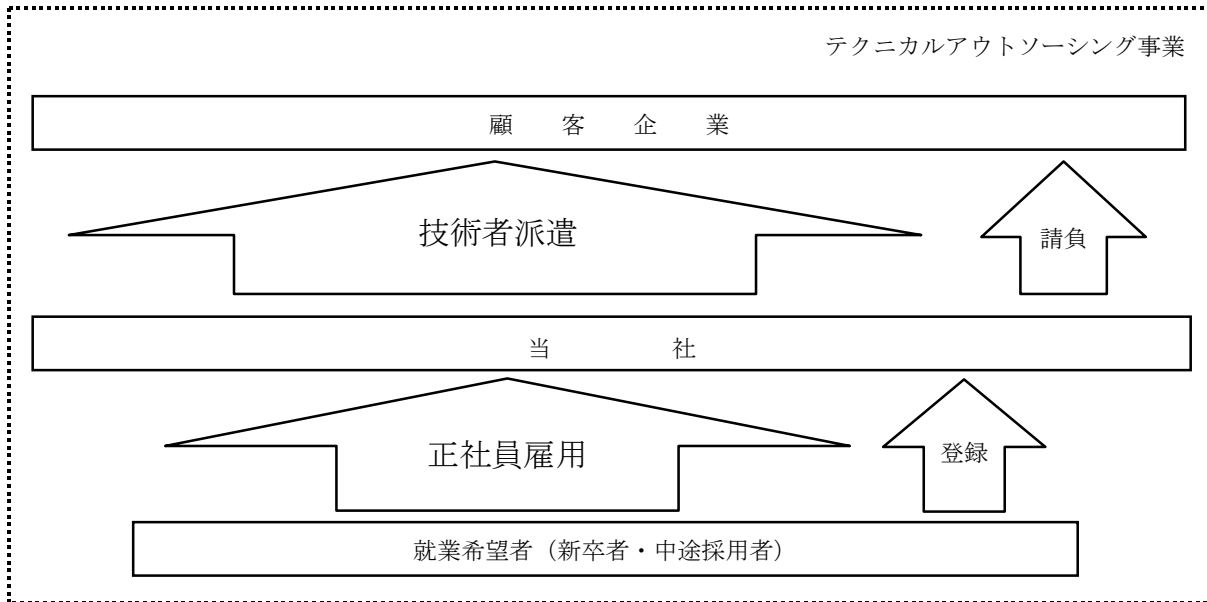 テクニカルアウトソーシング事業
顧　客　企　業
技術者派遣
請負
当　　　社
正社員雇用
登録
就業希望者（新卒者・中途採用者）